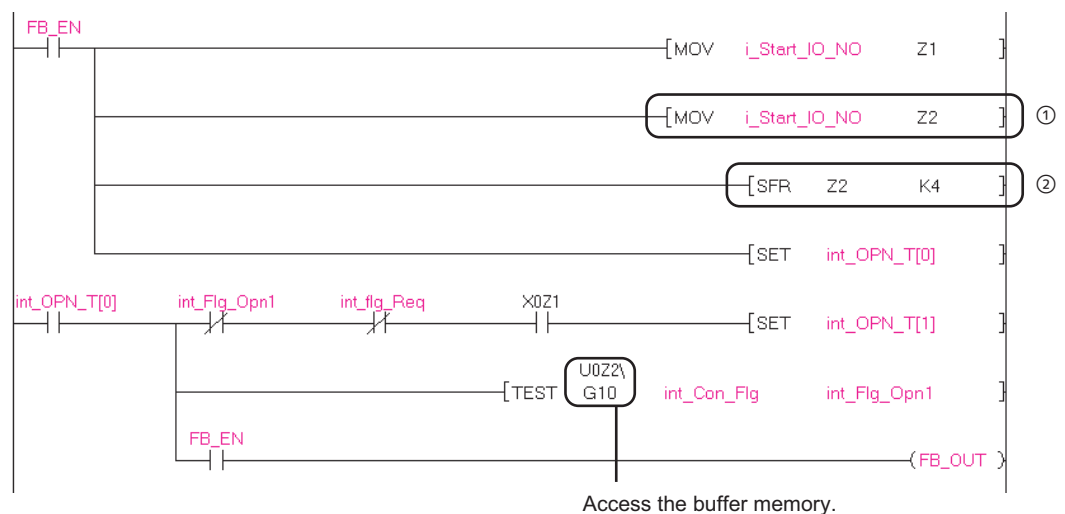 FB_EN
[MOV i_Start_IO_NO Z1 ]
[MOV i_Start_IO_NO Z2 ] ①
[SFR Z2 K4 ] ②
[SET int_OPN_T[0] ]
int_OPN_T[0] int_Flg_Opn1 int_flg_Req X0Z1 [SET int_OPN_T[1] ]
[TEST U0Z2\ G10 int_Con_Flg int_Flg_Opn1 ]
FB_EN (FB_OUT )
Access the buffer memory.